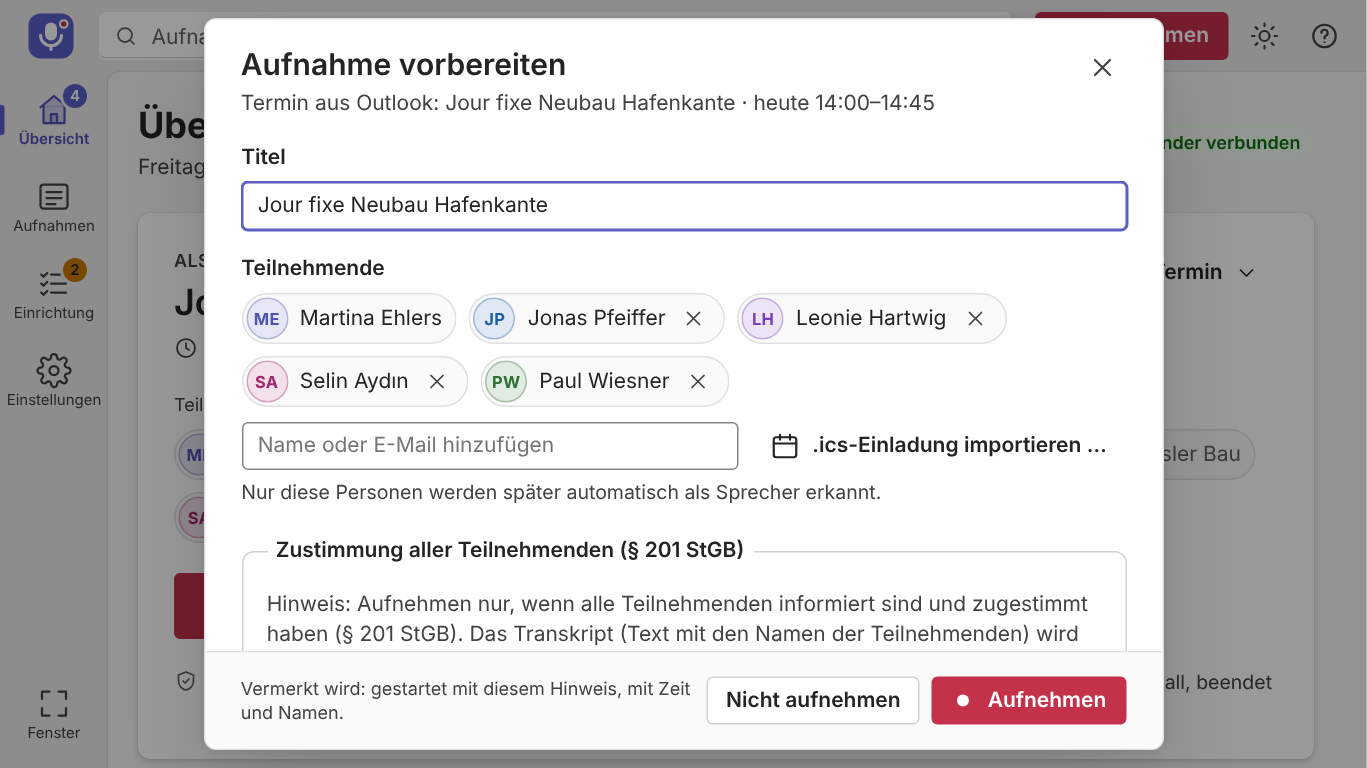 Aufna
men
Aufnahme vorbereiten
Termin aus Outlook: Jour fixe Neubau Hafenkante · heute 14:00–14:45
4
Übersicht
Übe
Freitag
nder verbunden
Titel
Jour fixe Neubau Hafenkante
Aufnahmen
ALS
Teilnehmende
Termin
2
Einrichtung
Jo
ME Martina Ehlers
JP Jonas Pfeiffer
LH Leonie Hartwig
SA Selin Aydın
PW Paul Wiesner
Einstellungen
Teil
Name oder E-Mail hinzufügen
.ics-Einladung importieren ...
M
sler Bau
Nur diese Personen werden später automatisch als Sprecher erkannt.
SA
Zustimmung aller Teilnehmenden (§ 201 StGB)
Hinweis: Aufnehmen nur, wenn alle Teilnehmenden informiert sind und zugestimmt
haben (§ 201 StGB). Das Transkript (Text mit den Namen der Teilnehmenden) wird
Vermerkt wird: gestartet mit diesem Hinweis, mit Zeit
und Namen.
Nicht aufnehmen
Aufnehmen
all, beendet
Fenster